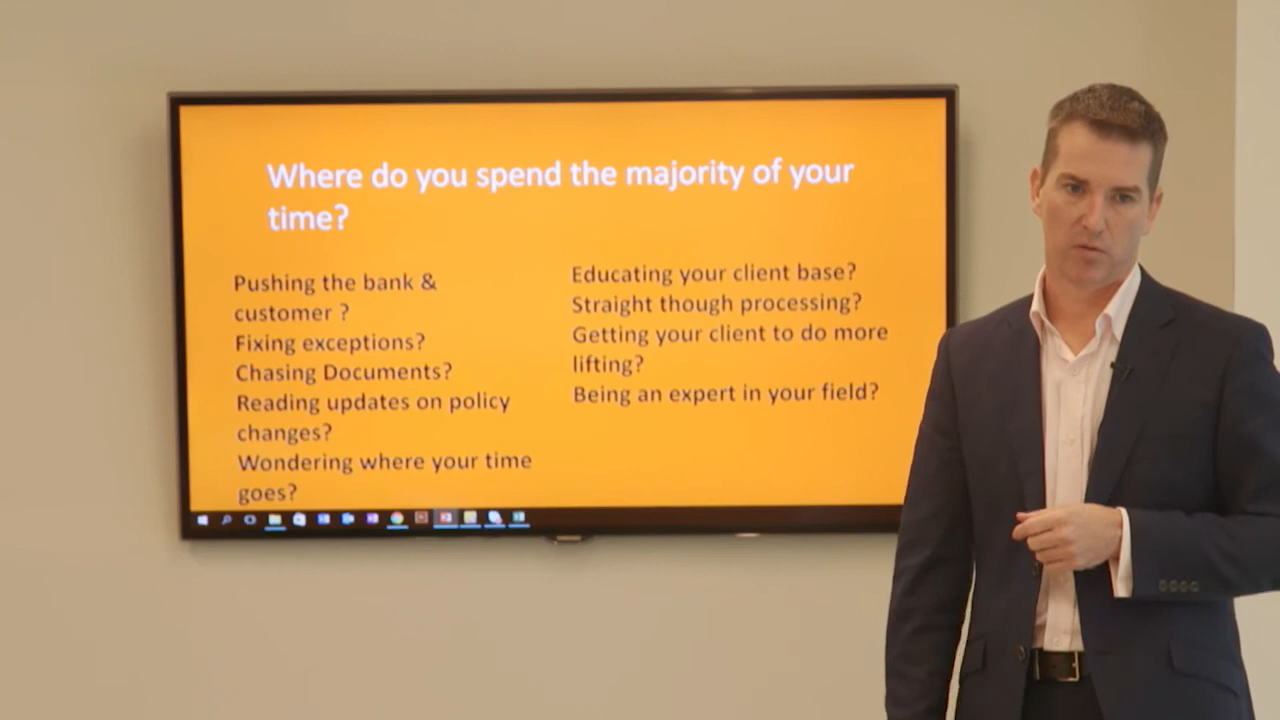 Where do you spend the majority of your
time?
Pushing the bank &
customer ?
Fixing exceptions?
Chasing Documents?
Reading updates on policy
changes?
Wondering where your time
goes?
Educating your client base?
Straight though processing?
Getting your client to do more
lifting?
Being an expert in your field?